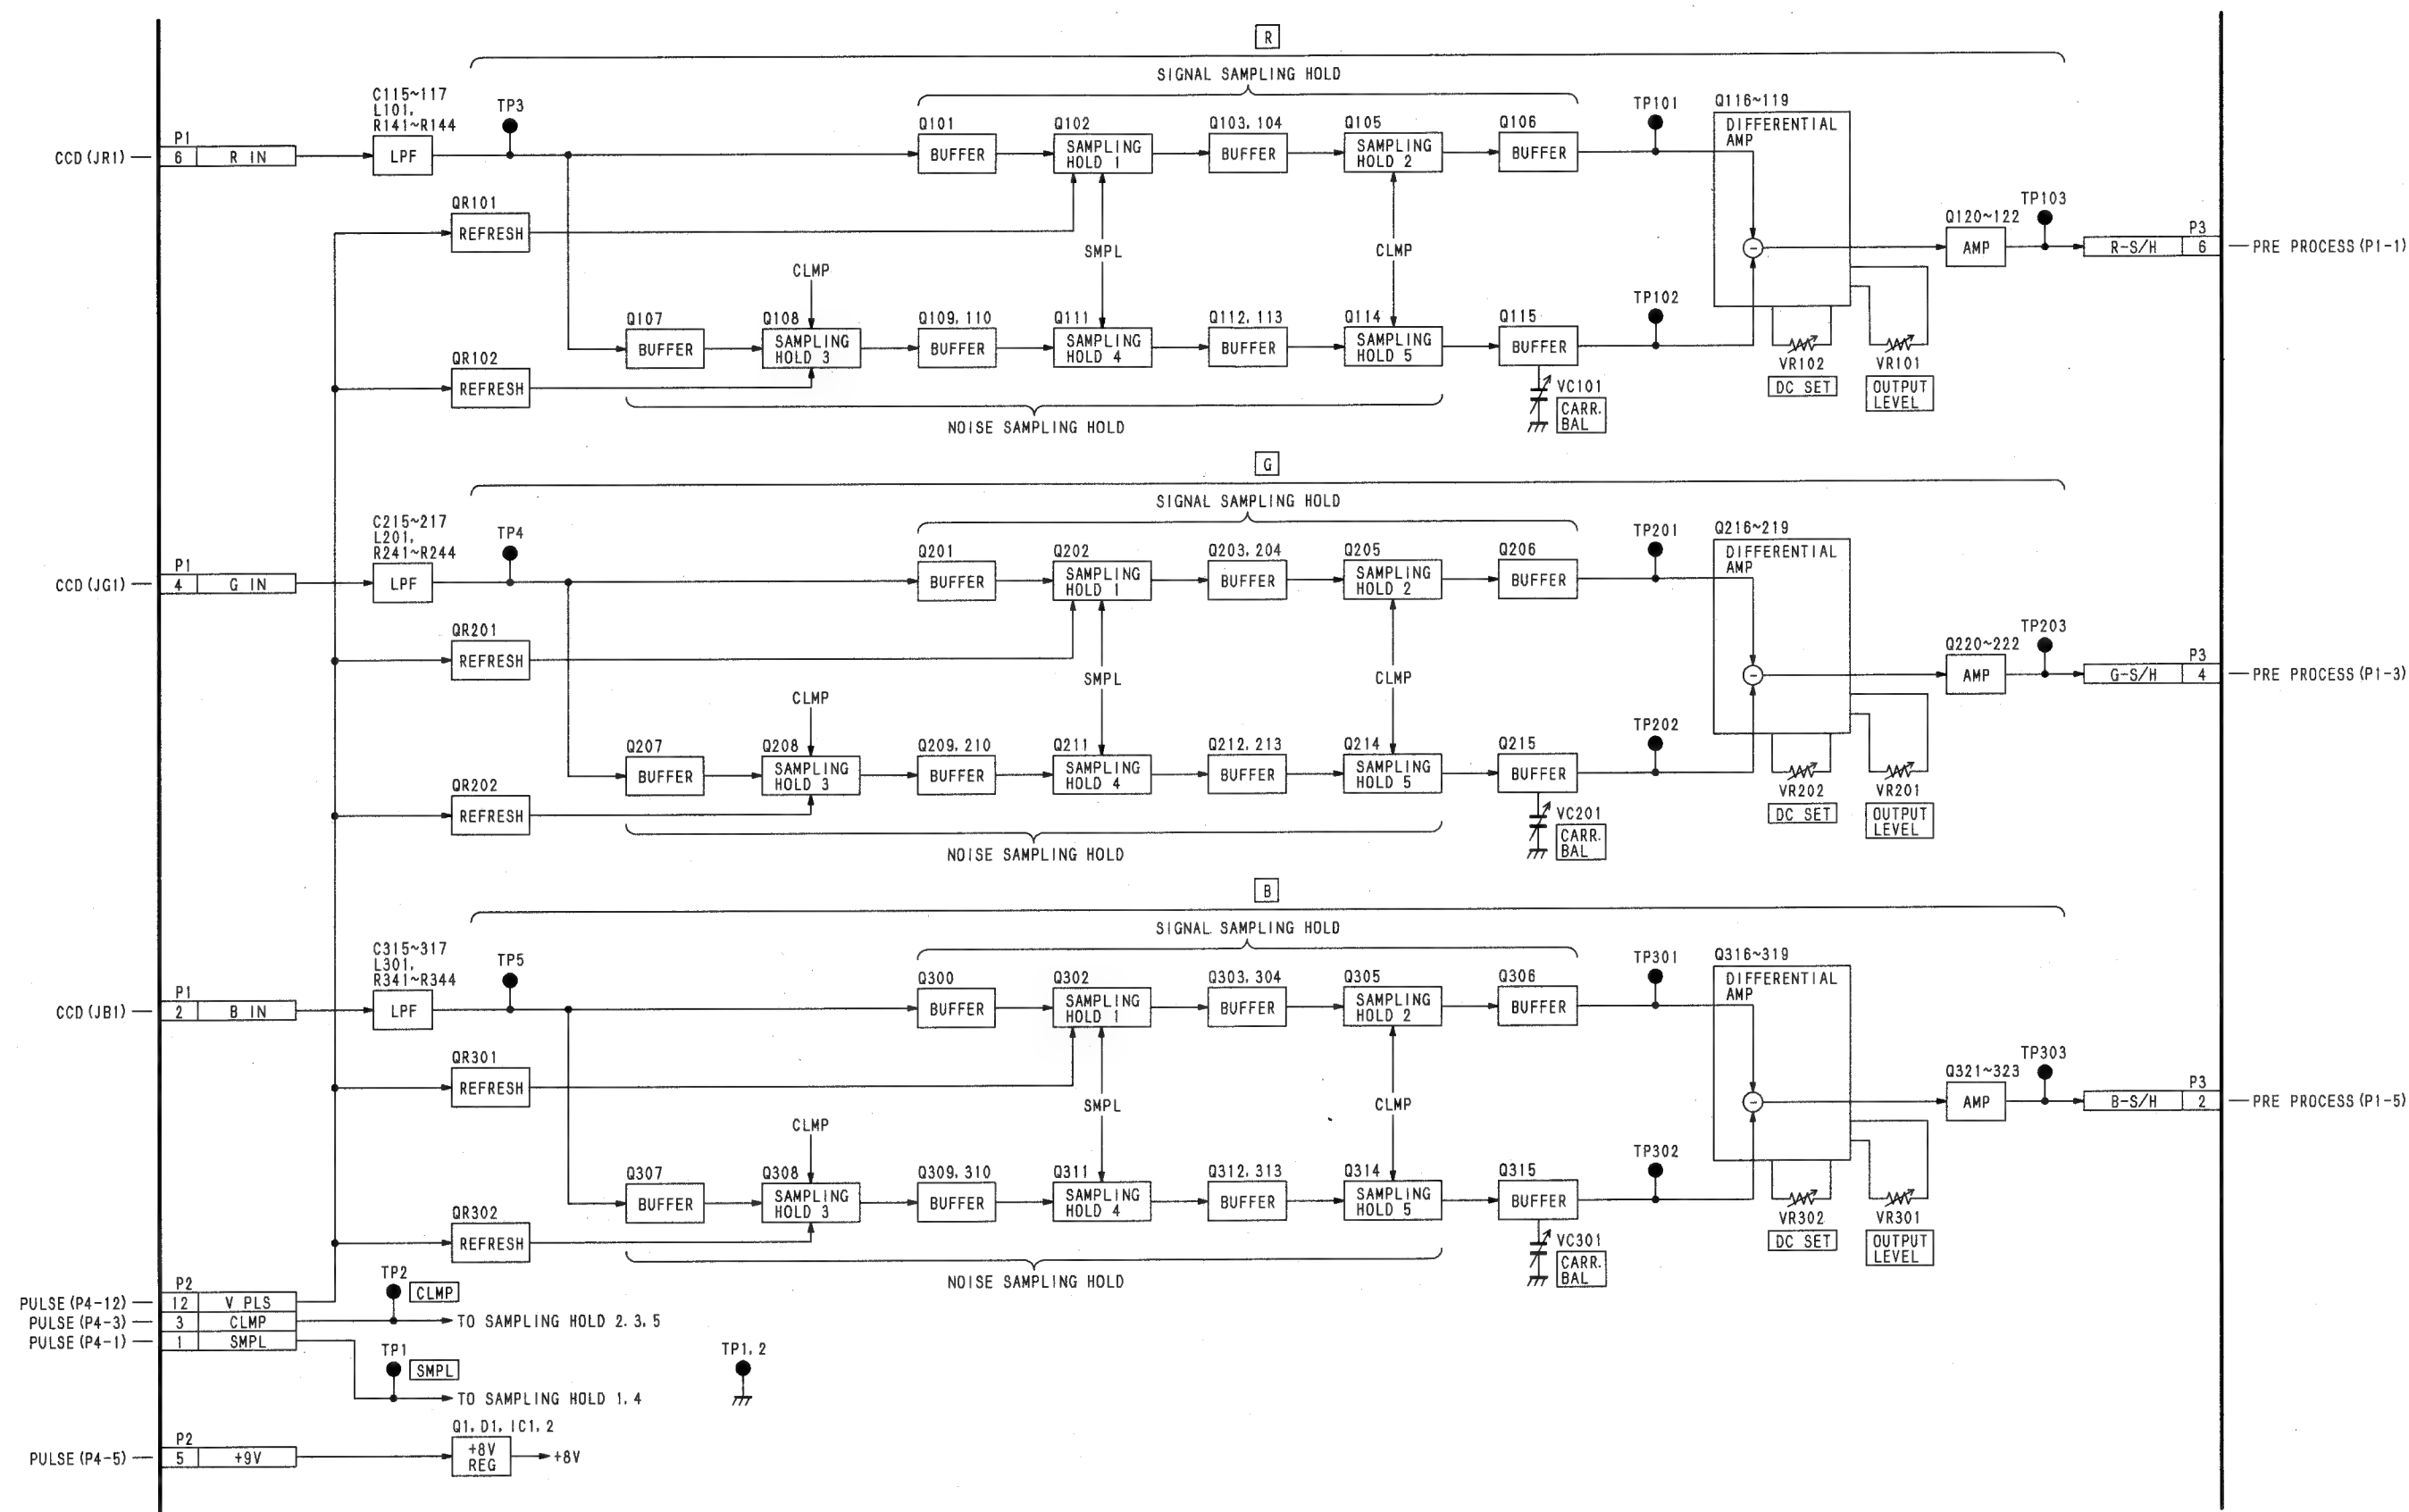 R
SIGNAL SAMPLING HOLD
C115~117
L101,
R141~R144
TP3
Q101
Q102
Q103, 104
Q105
Q106
TP101
Q116~119
DIFFERENTIAL
AMP
P1
CCD(JR1)
6 R IN
LPF
BUFFER
SAMPLING
HOLD 1
BUFFER
SAMPLING
HOLD 2
BUFFER
QR101
REFRESH
SMPL
CLMP
CLMP
-
Q120~122
AMP
TP103
P3
R-S/H 6
PRE PROCESS(P1-1)
Q107
Q108
Q109, 110
Q111
Q112, 113
Q114
Q115
TP102
BUFFER
SAMPLING
HOLD 3
BUFFER
SAMPLING
HOLD 4
BUFFER
SAMPLING
HOLD 5
BUFFER
QR102
REFRESH
VC101
CARR.
BAL
VR102
DC SET
VR101
OUTPUT
LEVEL
NOISE SAMPLING HOLD
G
SIGNAL SAMPLING HOLD
C215~217
L201,
R241~R244
TP4
Q201
Q202
Q203, 204
Q205
Q206
TP201
Q216~219
DIFFERENTIAL
AMP
P1
CCD(JG1)
4 G IN
LPF
BUFFER
SAMPLING
HOLD 1
BUFFER
SAMPLING
HOLD 2
BUFFER
QR201
REFRESH
SMPL
CLMP
CLMP
-
Q220~222
AMP
TP203
P3
G-S/H 4
PRE PROCESS(P1-3)
Q207
Q208
Q209, 210
Q211
Q212, 213
Q214
Q215
TP202
BUFFER
SAMPLING
HOLD 3
BUFFER
SAMPLING
HOLD 4
BUFFER
SAMPLING
HOLD 5
BUFFER
QR202
REFRESH
VC201
CARR.
BAL
VR202
DC SET
VR201
OUTPUT
LEVEL
NOISE SAMPLING HOLD
B
SIGNAL SAMPLING HOLD
C315~317
L301,
R341~R344
TP5
Q300
Q302
Q303, 304
Q305
Q306
TP301
Q316~319
DIFFERENTIAL
AMP
P1
CCD(JB1)
2 B IN
LPF
BUFFER
SAMPLING
HOLD 1
BUFFER
SAMPLING
HOLD 2
BUFFER
QR301
REFRESH
SMPL
CLMP
CLMP
-
Q321~323
AMP
TP303
P3
B-S/H 2
PRE PROCESS(P1-5)
Q307
Q308
Q309, 310
Q311
Q312, 313
Q314
Q315
TP302
BUFFER
SAMPLING
HOLD 3
BUFFER
SAMPLING
HOLD 4
BUFFER
SAMPLING
HOLD 5
BUFFER
QR302
REFRESH
VC301
CARR.
BAL
VR302
DC SET
VR301
OUTPUT
LEVEL
NOISE SAMPLING HOLD
P2
PULSE(P4-12)
12 V PLS
PULSE(P4-3)
3 CLMP
PULSE(P4-1)
1 SMPL
TP2 CLMP
TO SAMPLING HOLD 2, 3, 5
TP1 SMPL
TO SAMPLING HOLD 1, 4
TP1, 2
P2
PULSE(P4-5)
5 +9V
Q1, D1, IC1, 2
+8V
REG
+8V